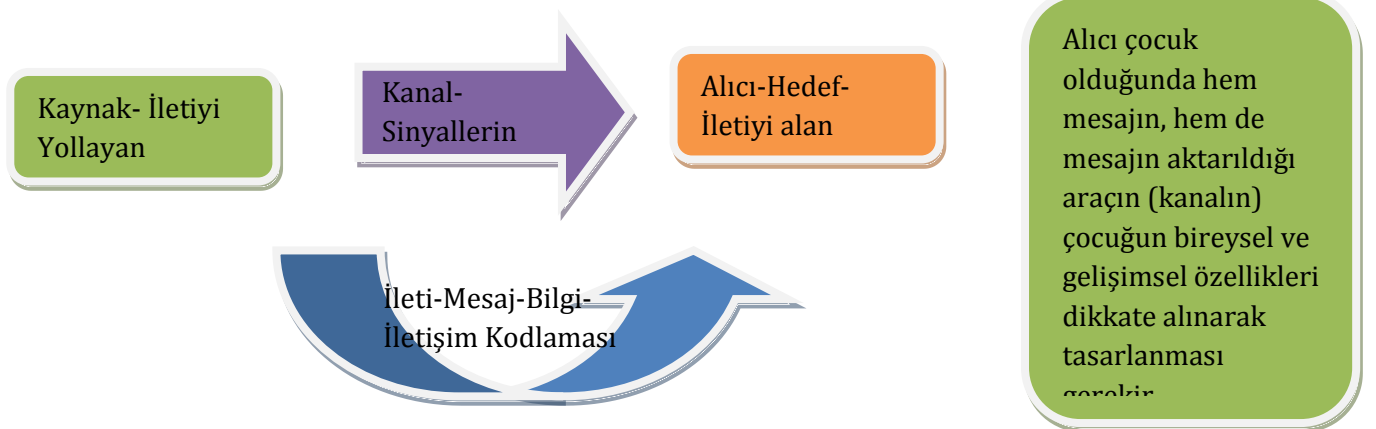 Kaynak- İletiyi
Yollayan
Kanal-
Sinyallerin
Alıcı-Hedef-
İletiyi alan
İleti-Mesaj-Bilgi-
İletişim Kodlaması
Alıcı çocuk
olduğunda hem
mesajın, hem de
mesajın aktarıldığı
araçın (kanalın)
çocuğun bireysel ve
gelişimsel özellikleri
dikkate alınarak
tasarlanması
gerekir